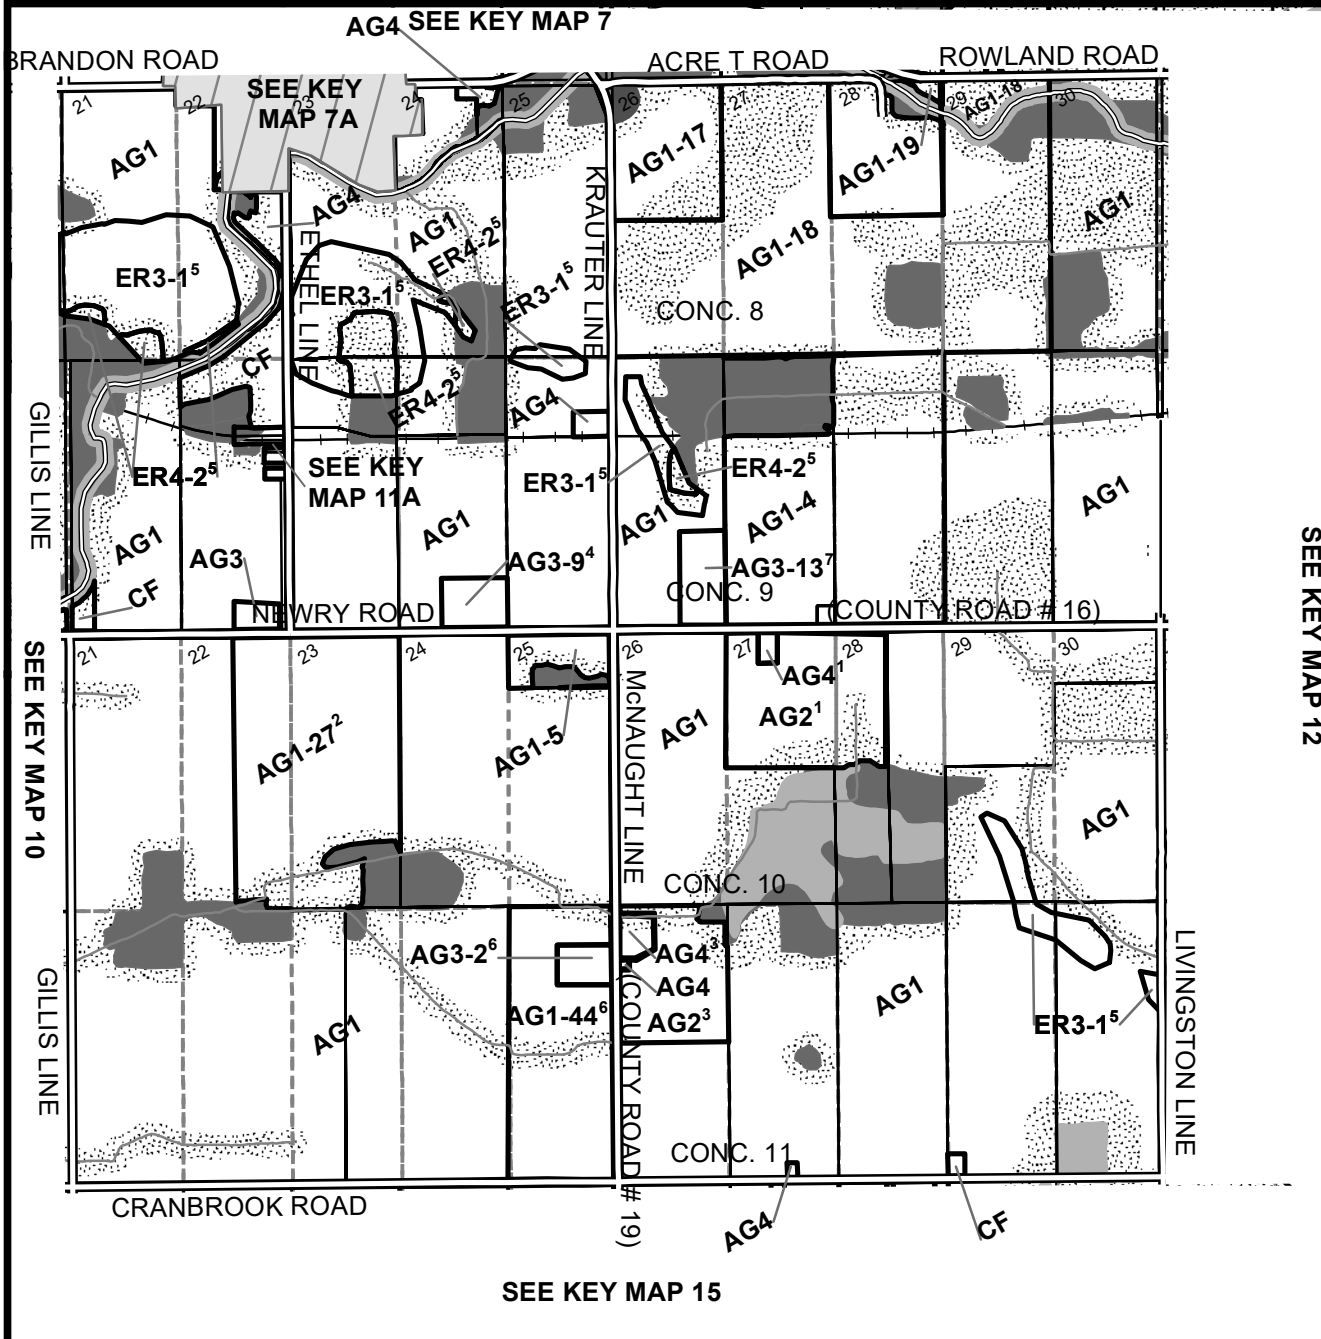 AG4 SEE KEY MAP 7
BRANDON ROAD
ACRE T ROAD
ROWLAND ROAD
21
22
23
24
25
26
27
28
29
30
SEE KEY
MAP 7A
AG1
AG1-17
AG1-19
AG1-18
AG4
AG1
AG1-18
AG1
ER3-1⁵
ER3-1⁵
ER4-2⁵
ER3-1⁵
ETHEL LINE
KRAUTER LINE
CONC. 8
CF
ER4-2⁵
AG4
GILLIS LINE
ER4-2⁵
SEE KEY
MAP 11A
ER3-1⁵
ER4-2⁵
AG1
AG1
AG1
AG1-4
AG1
AG3
AG3-9⁴
AG3-13⁷
CF
CONC. 9
NEWRY ROAD
(COUNTY ROAD # 16)
SEE KEY MAP 10
SEE KEY MAP 12
21
22
23
24
25
26
27
28
29
30
AG4¹
AG2¹
AG1-27²
AG1-5
AG1
McNAUGHT LINE
AG1
CONC. 10
AG3-2⁶
AG4³
AG4
AG1-44⁶
AG2³
AG1
AG1
ER3-1⁵
GILLIS LINE
LIVINGSTON LINE
(COUNTY ROAD # 19)
CONC. 11
CRANBROOK ROAD
AG4
CF
SEE KEY MAP 15